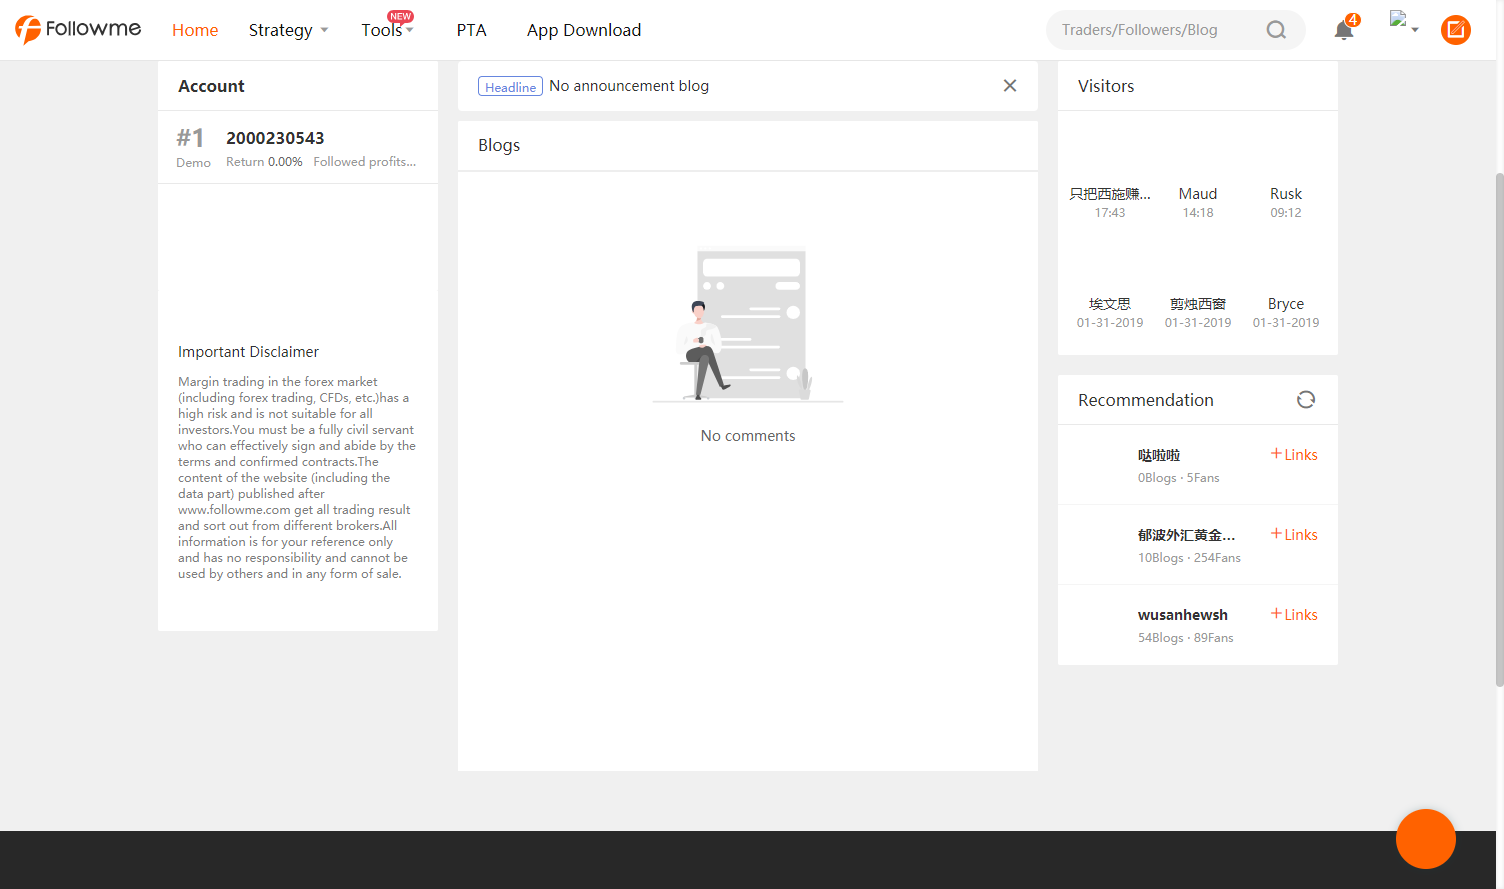 Followme
Home
Strategy
Tools
NEW
PTA
App Download
Traders/Followers/Blog
4
Account
#1
Demo
2000230543
Return 0.00% Followed profits...
Important Disclaimer
Margin trading in the forex market
(including forex trading, CFDs, etc.)has a
high risk and is not suitable for all
investors.You must be a fully civil servant
who can effectively sign and abide by the
terms and confirmed contracts.The
content of the website (including the
data part) published after
www.followme.com get all trading result
and sort out from different brokers.All
information is for your reference only
and has no responsibility and cannot be
used by others and in any form of sale.
Headline No announcement blog
Blogs
No comments
Visitors
只把西施赚...
17:43
Maud
14:18
Rusk
09:12
埃文思
01-31-2019
剪烛西窗
01-31-2019
Bryce
01-31-2019
Recommendation
哒啦啦
0Blogs · 5Fans
+Links
郁波外汇黄金...
10Blogs · 254Fans
+Links
wusanhewsh
54Blogs · 89Fans
+Links